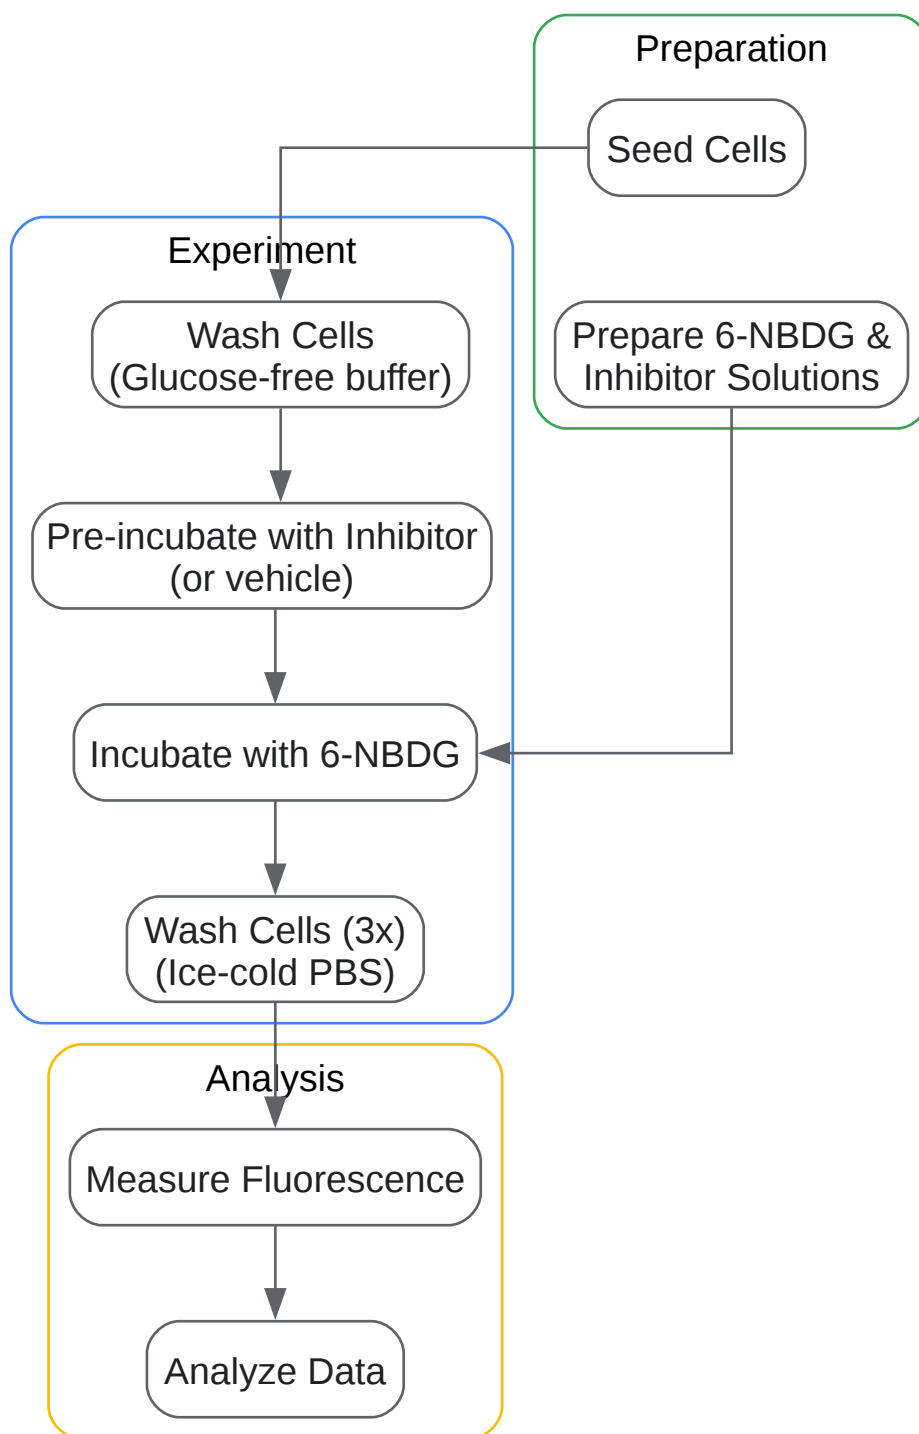 Preparation
Seed Cells
Prepare 6-NBDG &
Inhibitor Solutions
Experiment
Wash Cells
(Glucose-free buffer)
Pre-incubate with Inhibitor
(or vehicle)
Incubate with 6-NBDG
Wash Cells (3x)
(Ice-cold PBS)
Analysis
Measure Fluorescence
Analyze Data